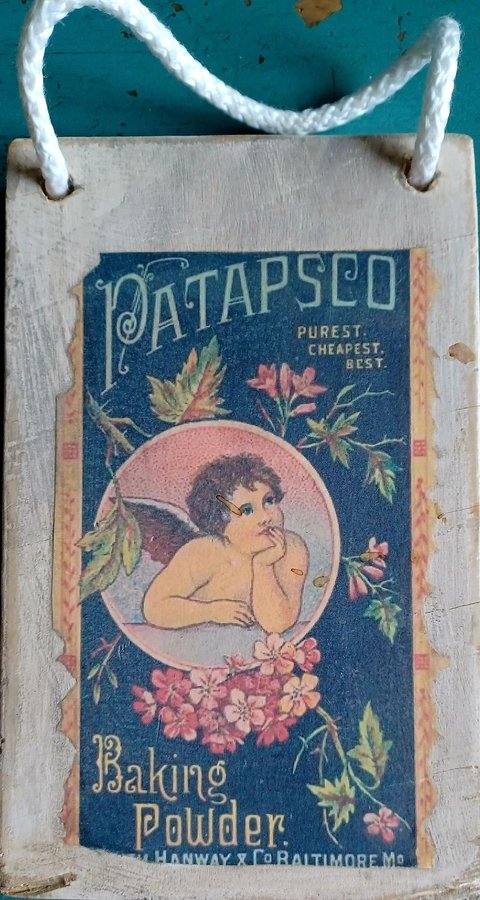 PATAPSCO
PUREST.
CHEAPEST.
BEST.
Baking
Powder.
HANWAY & CO BALTIMORE, MD